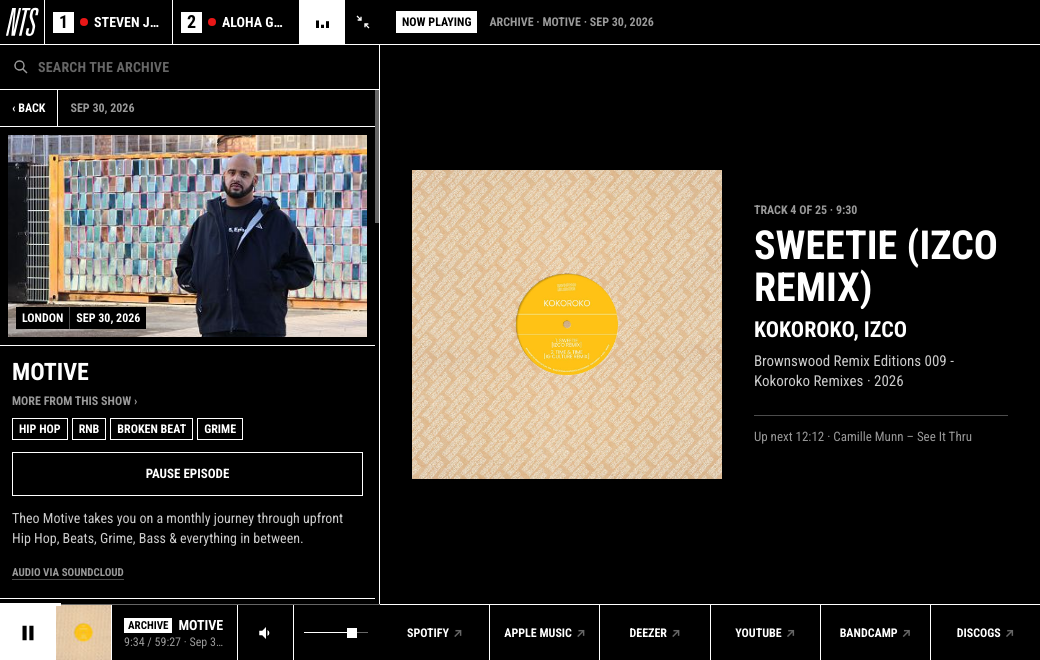 NTS
1 STEVEN J…
2 ALOHA G…
NOW PLAYING ARCHIVE · MOTIVE · SEP 30, 2026
SEARCH THE ARCHIVE
‹ BACK SEP 30, 2026
LONDON SEP 30, 2026
MOTIVE
MORE FROM THIS SHOW ›
HIP HOP RNB BROKEN BEAT GRIME
PAUSE EPISODE
Theo Motive takes you on a monthly journey through upfront
Hip Hop, Beats, Grime, Bass & everything in between.
AUDIO VIA SOUNDCLOUD
KOKOROKO
TRACK 4 OF 25 · 9:30
SWEETIE (IZCO
REMIX)
KOKOROKO, IZCO
Brownswood Remix Editions 009 -
Kokoroko Remixes · 2026
Up next 12:12 · Camille Munn – See It Thru
ARCHIVE MOTIVE
9:34 / 59:27 · Sep 3…
SPOTIFY ↗
APPLE MUSIC ↗
DEEZER ↗
YOUTUBE ↗
BANDCAMP ↗
DISCOGS ↗